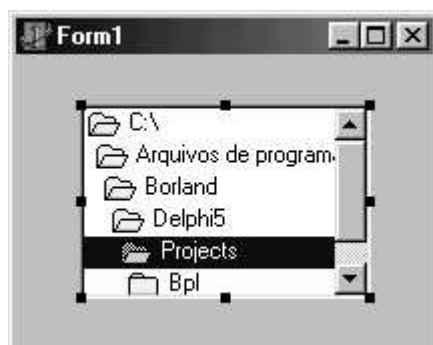 Form1
C:\
Arquivos de program
Borland
Delphi5
Projects
Bpl